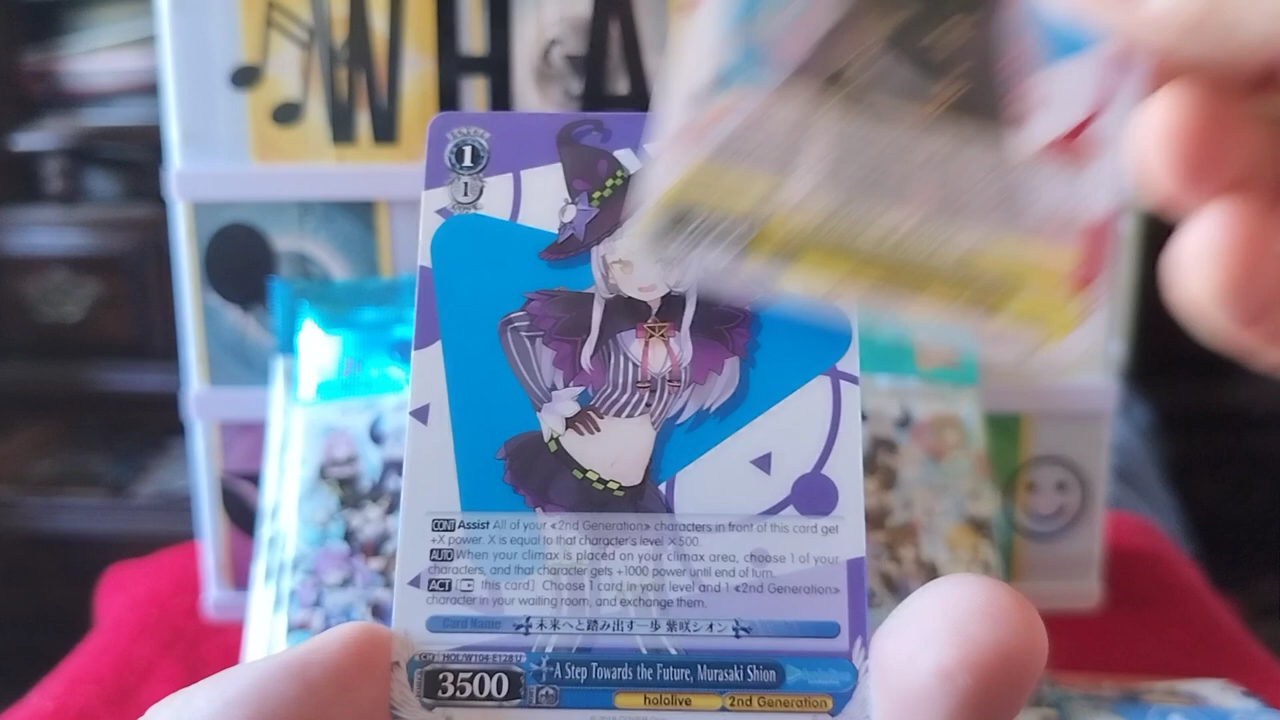 WHA
1
1
CONT Assist All of your «2nd Generation» characters in front of this card get
+X power. X is equal to that character's level ×500.
AUTO When your climax is placed on your climax area, choose 1 of your
characters, and that character gets +1000 power until end of turn.
ACT [ this card] Choose 1 card in your level and 1 «2nd Generation»
character in your waiting room, and exchange them.
Card Name 未来へと踏み出す一歩 紫咲シオン
CH HOL/W104-E128 U
A Step Towards the Future, Murasaki Shion
3500
hololive 2nd Generation